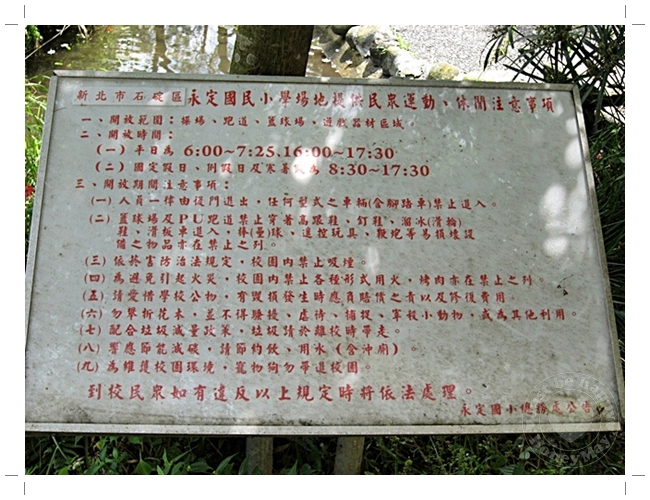 新北市石碇區永定國民小學場地提供民眾運動、休閒注意事項
一、開放範圍：操場、跑道、籃球場、遊戲器材區域。
二、開放時間：
(一) 平日為 6:00~7:25.16:00~17:30
(二) 國定假日、例假日及寒暑假為 8:30~17:30
三、開放期間注意事項：
(一) 人員一律由後門進出，任何型式之車輛(含腳踏車)禁止進入。
(二) 籃球場及PU跑道禁止穿著高跟鞋、釘鞋、溜冰(滑輪)
鞋、滑板車進入，棒(壘)球、遙控玩具、鞭炮等易損壞設
備之物品亦在禁止之列。
(三) 依菸害防治法規定，校園內禁止吸煙。
(四) 為避免引起火災，校園內禁止各種形式用火，烤肉亦在禁止之列
(五) 請愛惜學校公物，有毀損發生時應負賠償之責以及修復費用
(六) 勿攀折花木，並不得騷擾、虐待、捕捉、宰殺小動物，或為其他利用。
(七) 配合垃圾減量政策，垃圾請於離校時帶走。
(八) 響應節能減碳，請節約飲、用水（含沖廁）。
(九) 為維護校園環境，寵物狗勿帶進校園。
到校民眾如有違反以上規定時將依法處理。
永定國小總務處公告